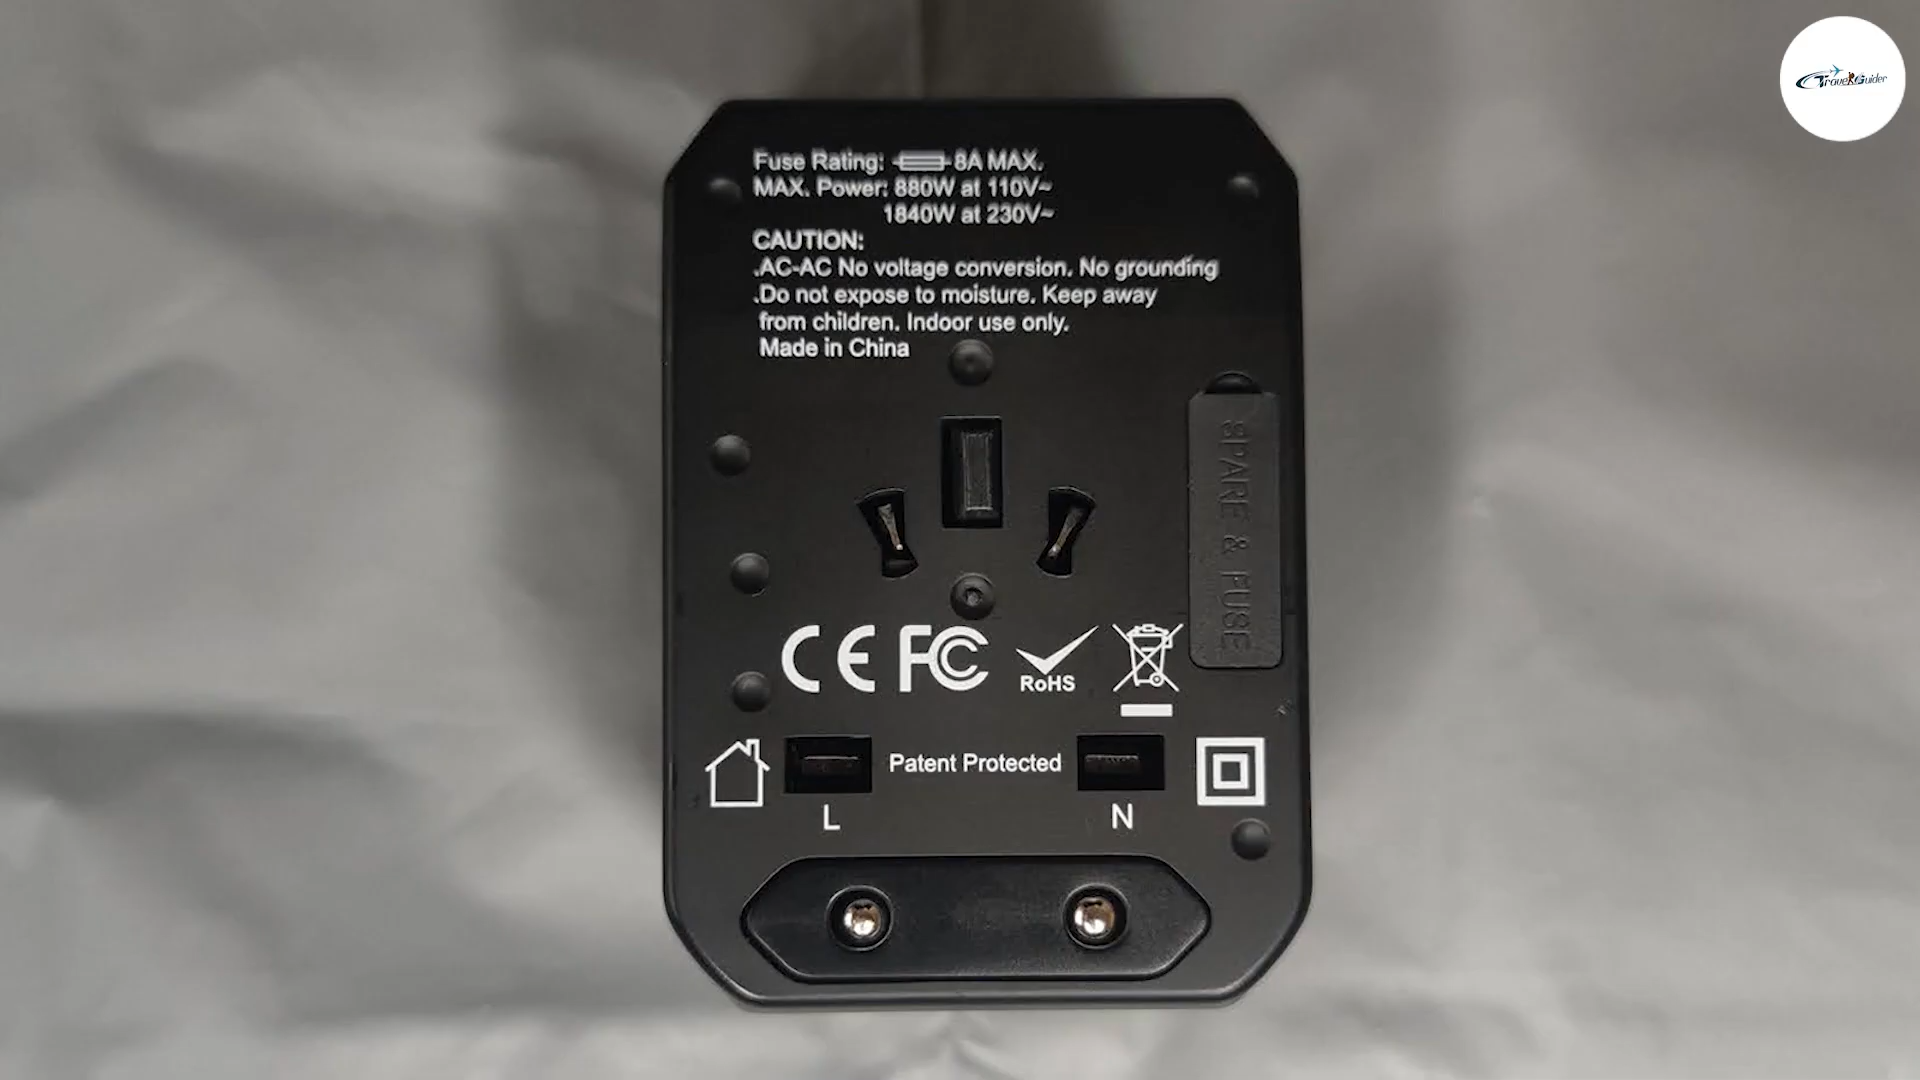 Travel Guider
Fuse Rating: 8A MAX.
MAX. Power: 880W at 110V~
1840W at 230V~
CAUTION:
.AC-AC No voltage conversion. No grounding
.Do not expose to moisture. Keep away
from children. Indoor use only.
Made in China
SPARE & FUSE
CE FC
RoHS
Patent Protected
L N